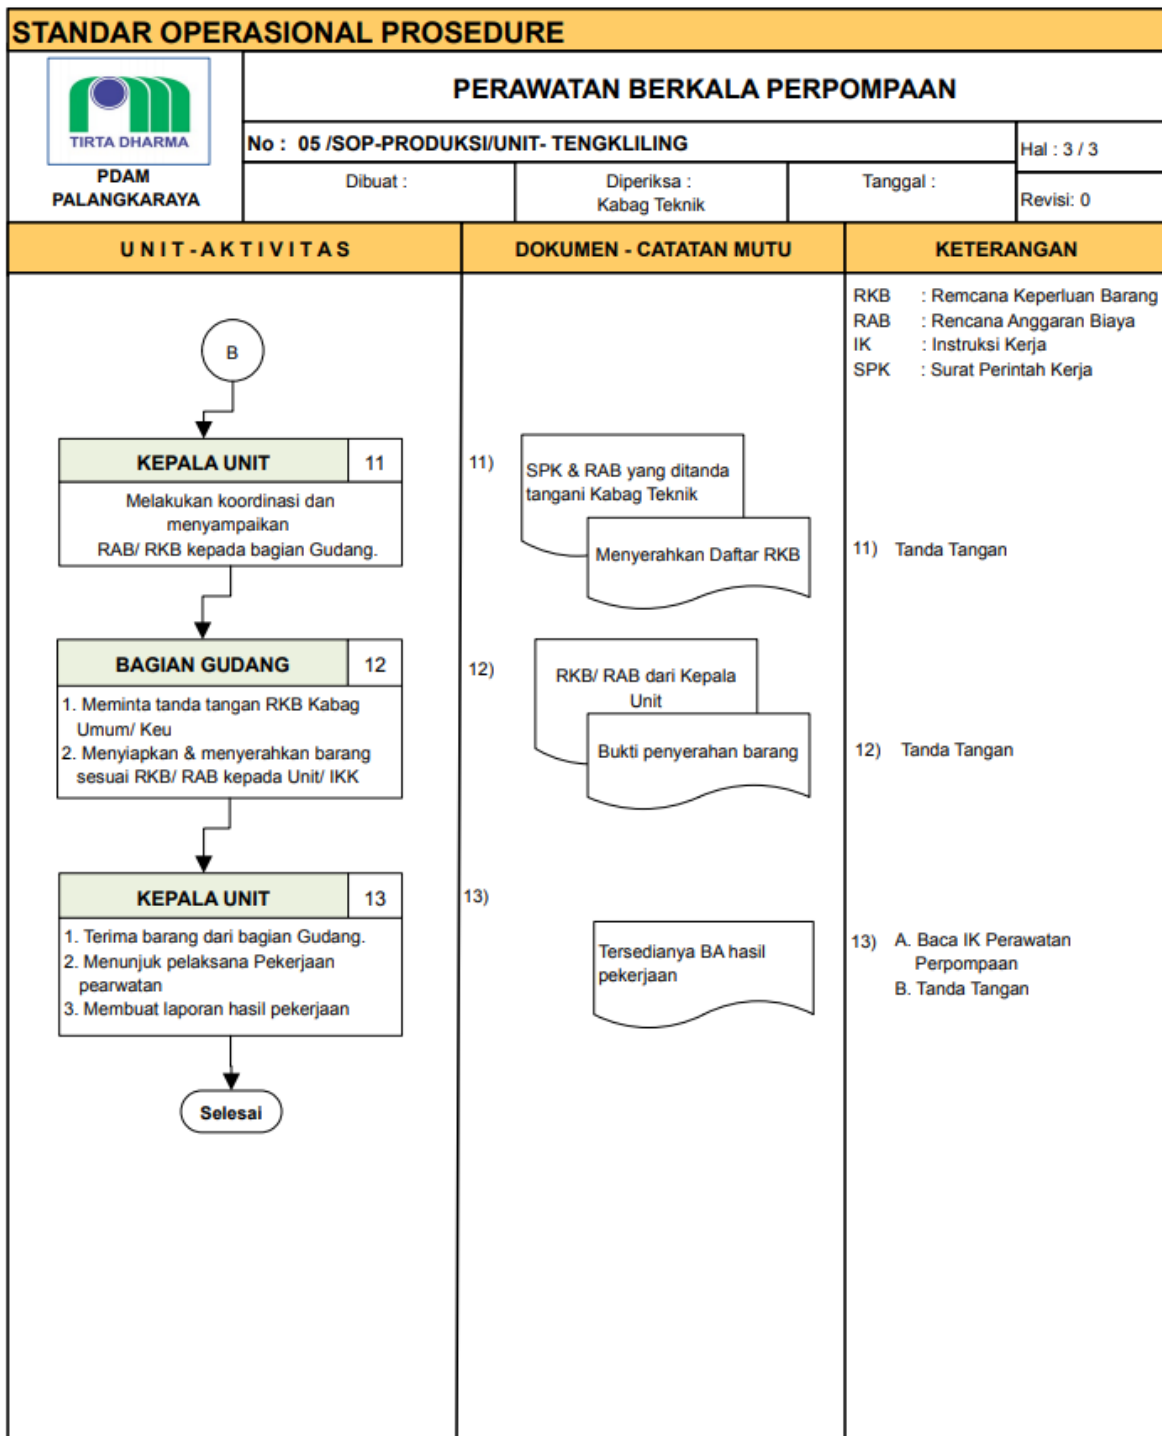 STANDAR OPERASIONAL PROSEDURE
TIRTA DHARMA
PDAM
PALANGKARAYA
PERAWATAN BERKALA PERPOMPAAN
No : 05 /SOP-PRODUKSI/UNIT- TENGKLILING
Hal : 3 / 3
Dibuat :
Diperiksa :
Kabag Teknik
Tanggal :
Revisi: 0
U N I T - A K T I V I T A S
DOKUMEN - CATATAN MUTU
KETERANGAN
RKB : Remcana Keperluan Barang
RAB : Rencana Anggaran Biaya
IK : Instruksi Kerja
SPK : Surat Perintah Kerja
B
KEPALA UNIT 11
Melakukan koordinasi dan
menyampaikan
RAB/ RKB kepada bagian Gudang.
11)
SPK & RAB yang ditanda
tangani Kabag Teknik
Menyerahkan Daftar RKB
11) Tanda Tangan
BAGIAN GUDANG 12
1. Meminta tanda tangan RKB Kabag
Umum/ Keu
2. Menyiapkan & menyerahkan barang
sesuai RKB/ RAB kepada Unit/ IKK
12)
RKB/ RAB dari Kepala
Unit
Bukti penyerahan barang
12) Tanda Tangan
KEPALA UNIT 13
1. Terima barang dari bagian Gudang.
2. Menunjuk pelaksana Pekerjaan
pearwatan
3. Membuat laporan hasil pekerjaan
13)
Tersedianya BA hasil
pekerjaan
13) A. Baca IK Perawatan
Perpompaan
B. Tanda Tangan
Selesai